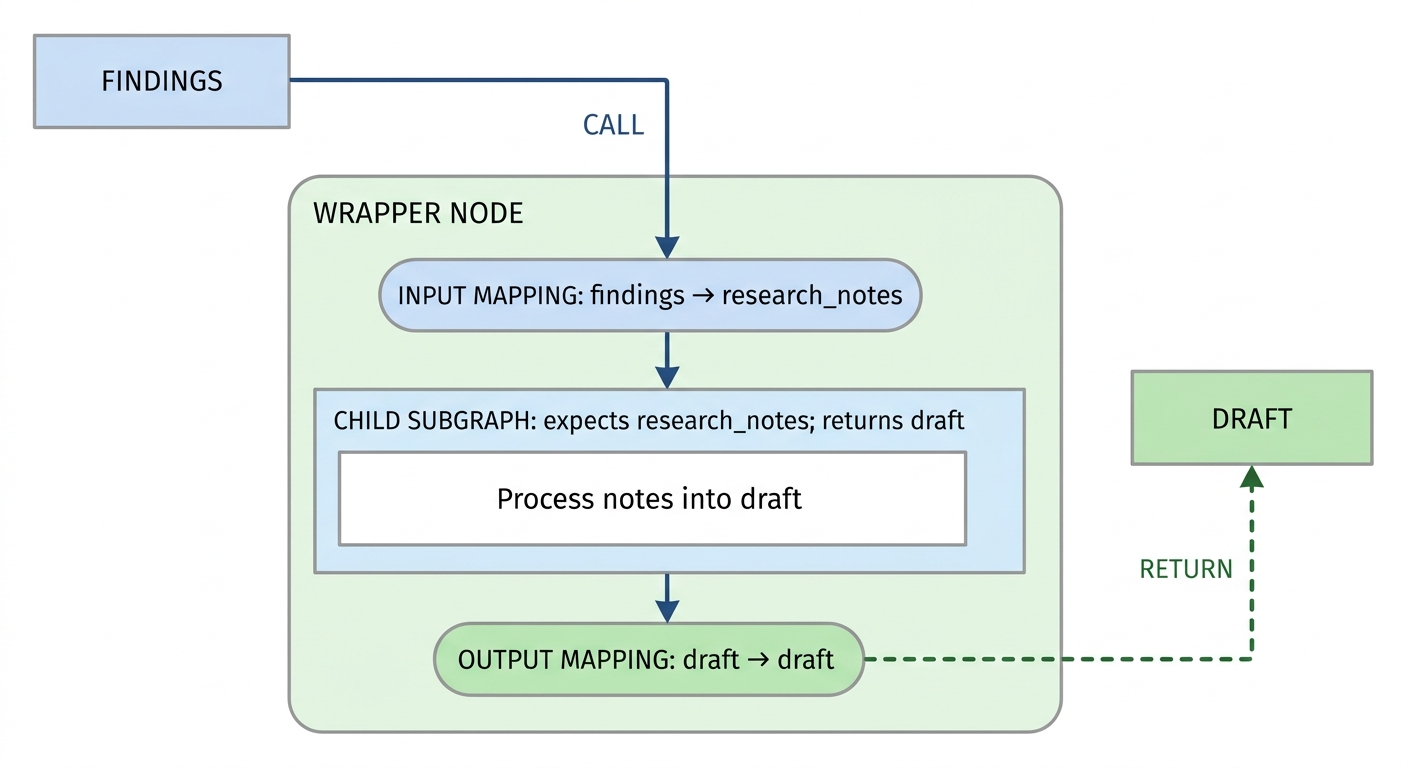 FINDINGS
CALL
WRAPPER NODE
INPUT MAPPING: findings → research_notes
CHILD SUBGRAPH: expects research_notes; returns draft
Process notes into draft
OUTPUT MAPPING: draft → draft
DRAFT
RETURN